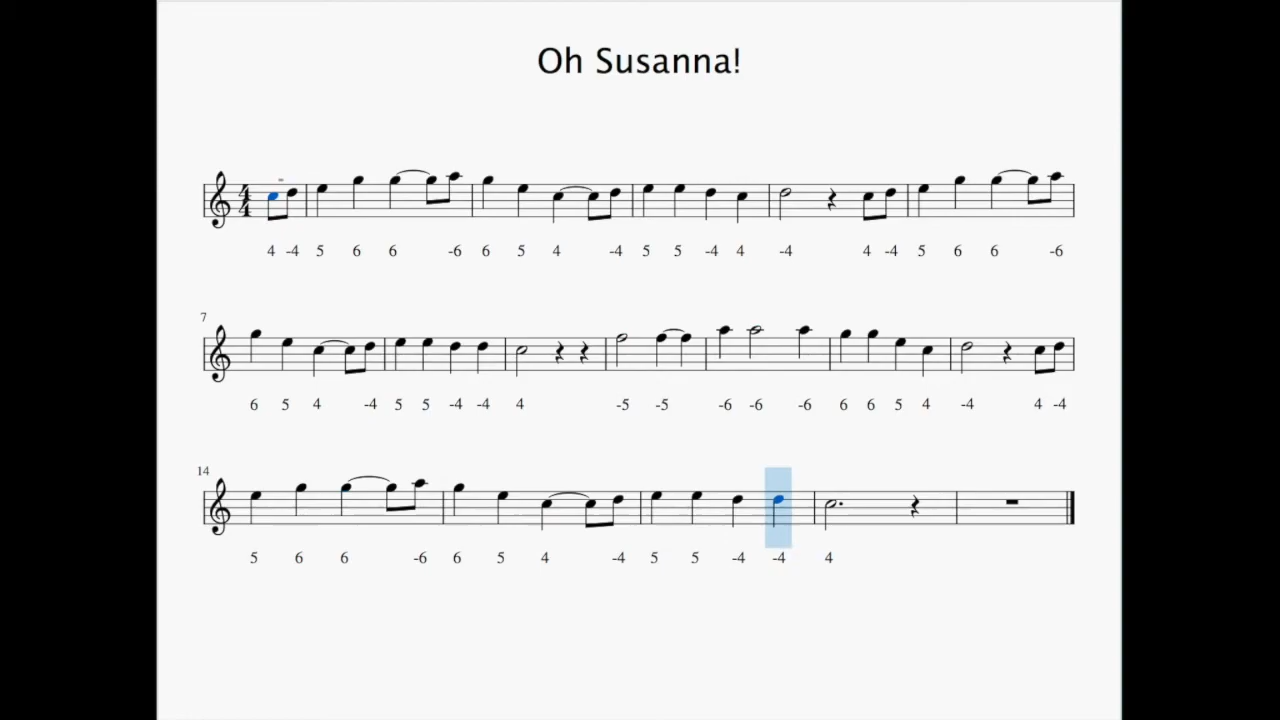 Oh Susanna!
4 -4 5 6 6 -6 6 5 4 -4 5 5 -4 4 -4 4 -4 5 6 6 -6
7
6 5 4 -4 5 5 -4 -4 4 -5 -5 -6 -6 -6 6 6 5 4 -4 4 -4
14
5 6 6 -6 6 5 4 -4 5 5 -4 -4 4